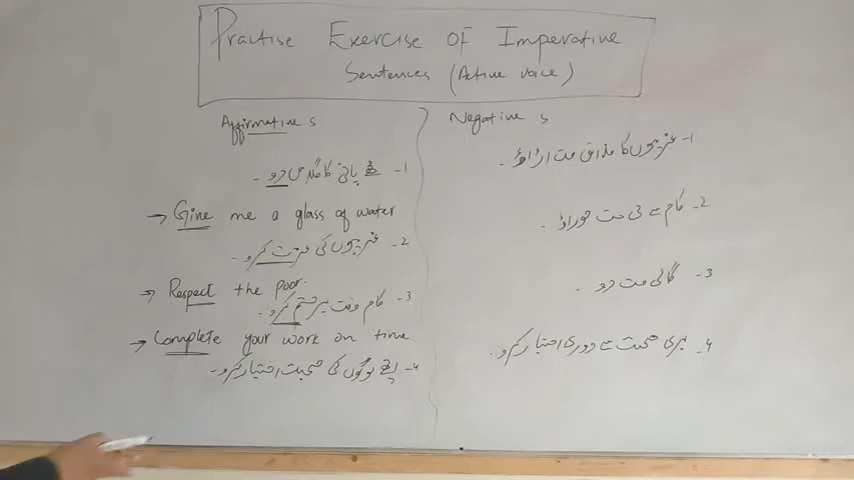 Practise Exercise Of Imperative
Sentences (Active voice)
Affirmative s
1- مجھے پانی کا گلاس دو۔
→ Give me a glass of water
2- غریبوں کی عزت کرو۔
→ Respect the poor.
3- کام وقت پر ختم کرو۔
→ Complete your work on time
4- اچھے لوگوں کی صحبت اختیار کرو۔
Negative s
1- غریبوں کا مذاق مت اڑاؤ۔
2- کام سے جی مت چراؤ۔
3- گالی مت دو۔
4- بری صحبت سے دوری اختیار کرو۔